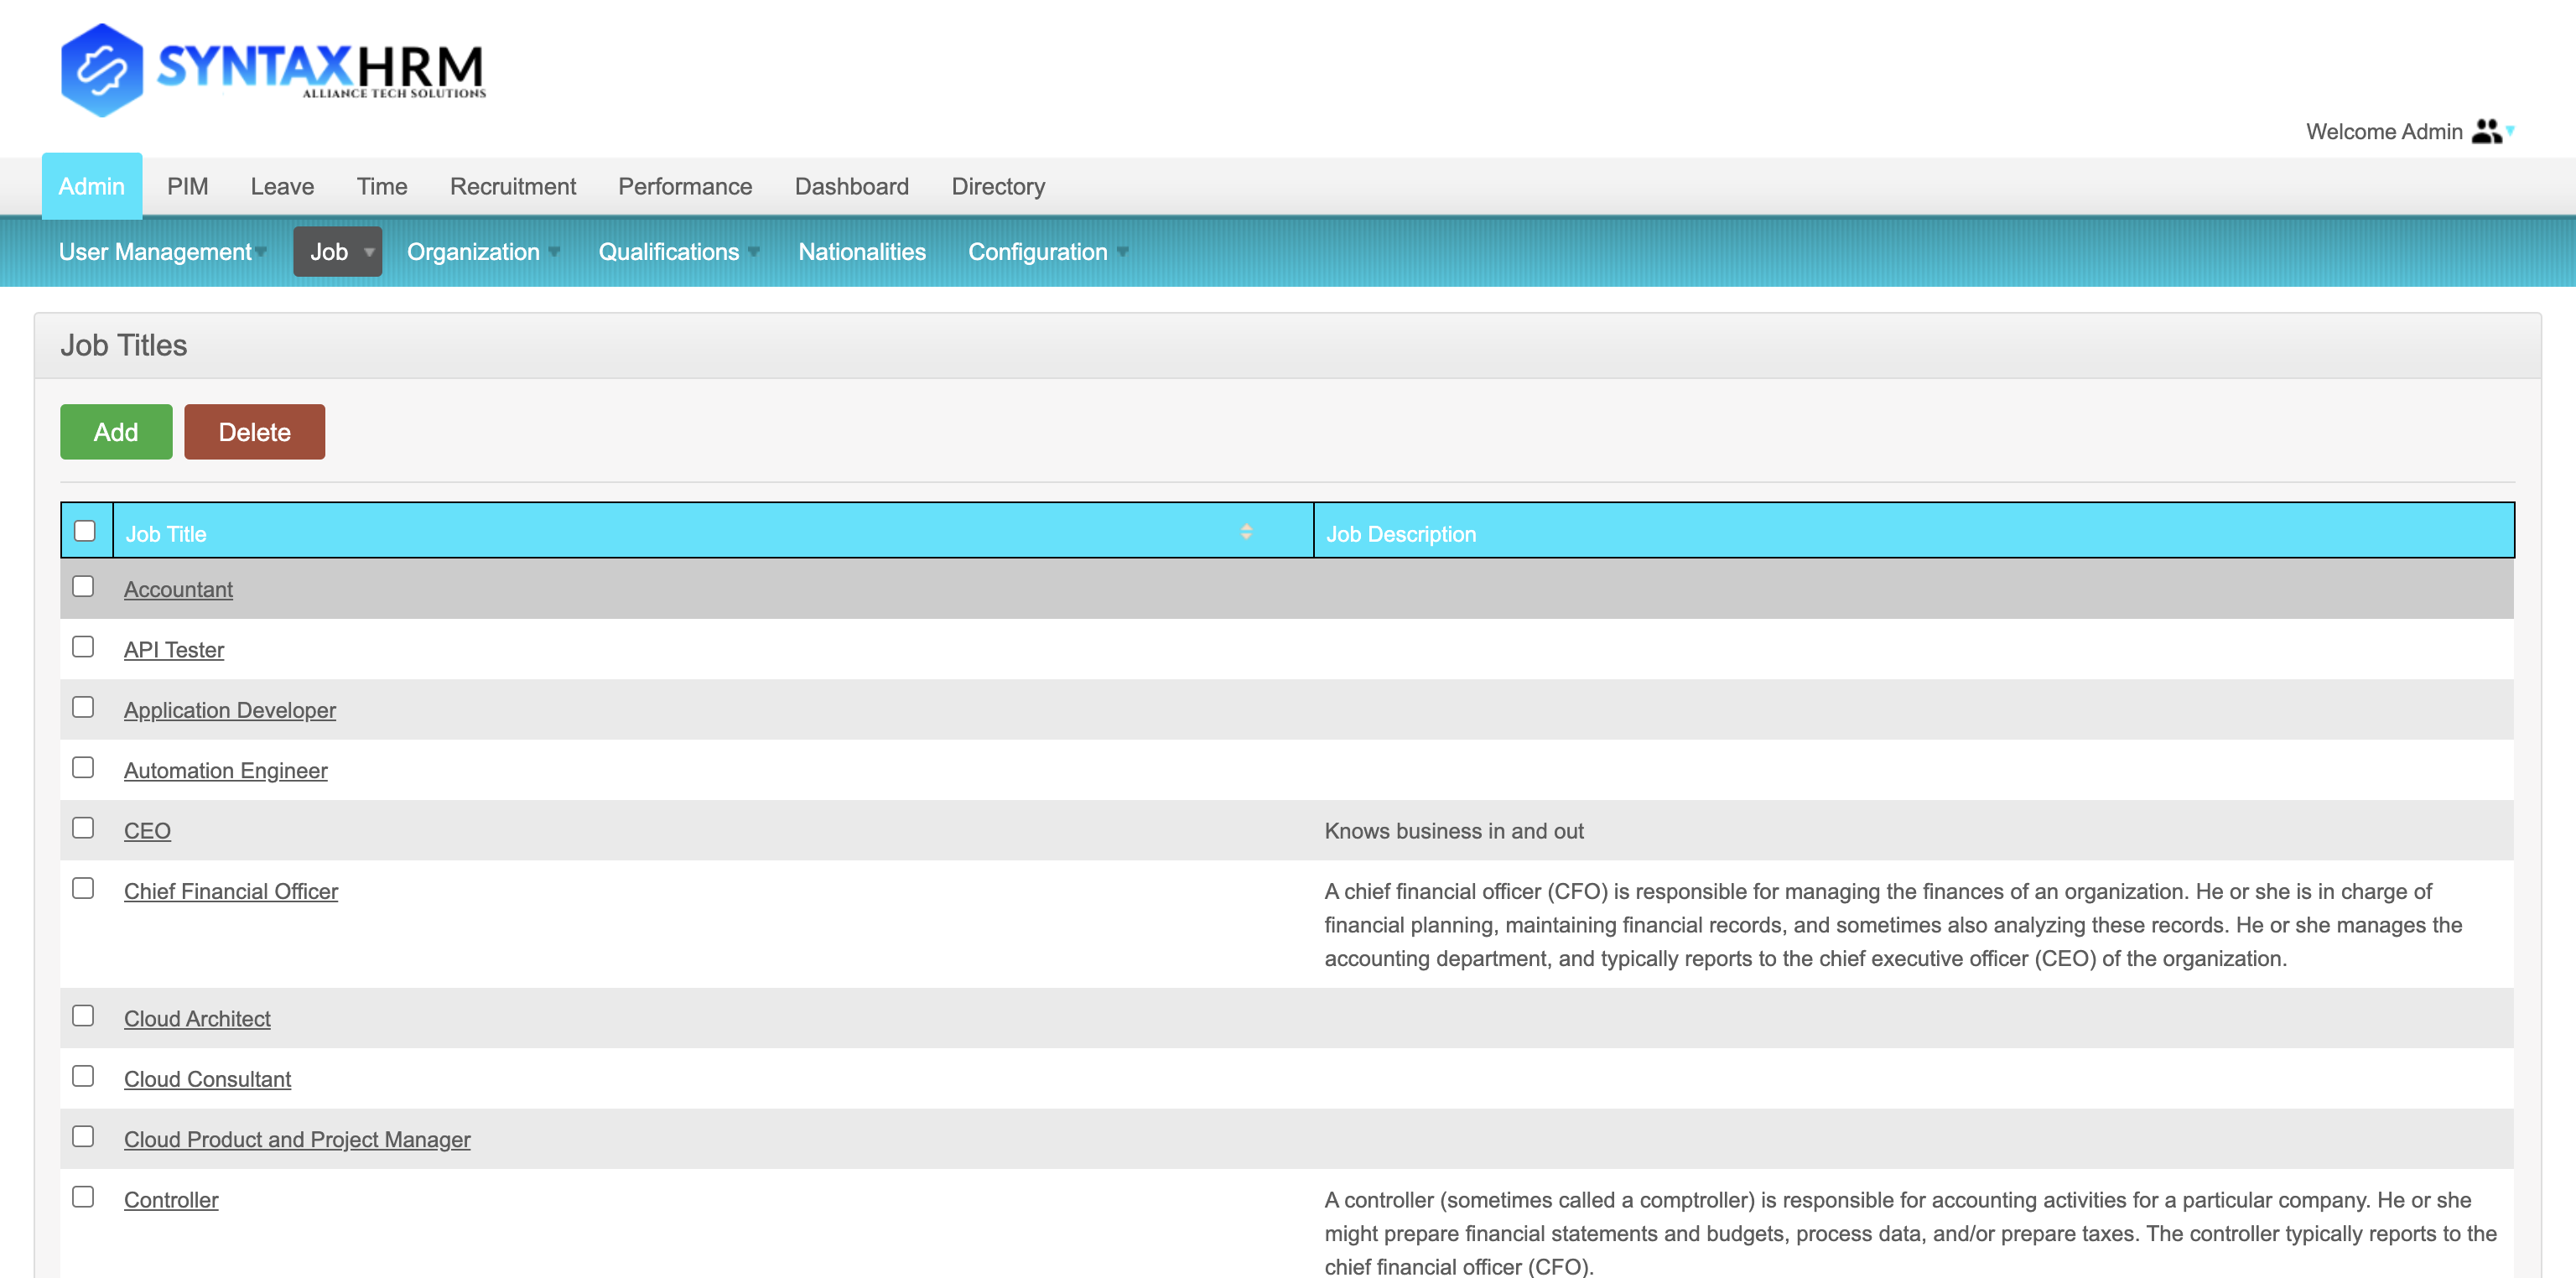 SYNTAXHRM
ALLIANCE TECH SOLUTIONS
Welcome Admin
Admin PIM Leave Time Recruitment Performance Dashboard Directory
User Management Job Organization Qualifications Nationalities Configuration
Job Titles
Add Delete
Job Title Job Description
Accountant
API Tester
Application Developer
Automation Engineer
CEO Knows business in and out
Chief Financial Officer A chief financial officer (CFO) is responsible for managing the finances of an organization. He or she is in charge of
financial planning, maintaining financial records, and sometimes also analyzing these records. He or she manages the
accounting department, and typically reports to the chief executive officer (CEO) of the organization.
Cloud Architect
Cloud Consultant
Cloud Product and Project Manager
Controller A controller (sometimes called a comptroller) is responsible for accounting activities for a particular company. He or she
might prepare financial statements and budgets, process data, and/or prepare taxes. The controller typically reports to the
chief financial officer (CFO).